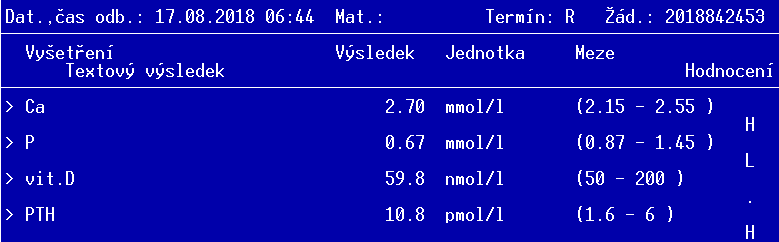 Dat.,čas odb.: 17.08.2018 06:44 Mat.: Termín: R Žád.: 2018842453
Vyšetření Výsledek Jednotka Meze
Textový výsledek Hodnocení
> Ca 2.70 mmol/l (2.15 - 2.55 )
H
> P 0.67 mmol/l (0.87 - 1.45 )
L
> vit.D 59.8 nmol/l (50 - 200 )
.
> PTH 10.8 pmol/l (1.6 - 6 )
H